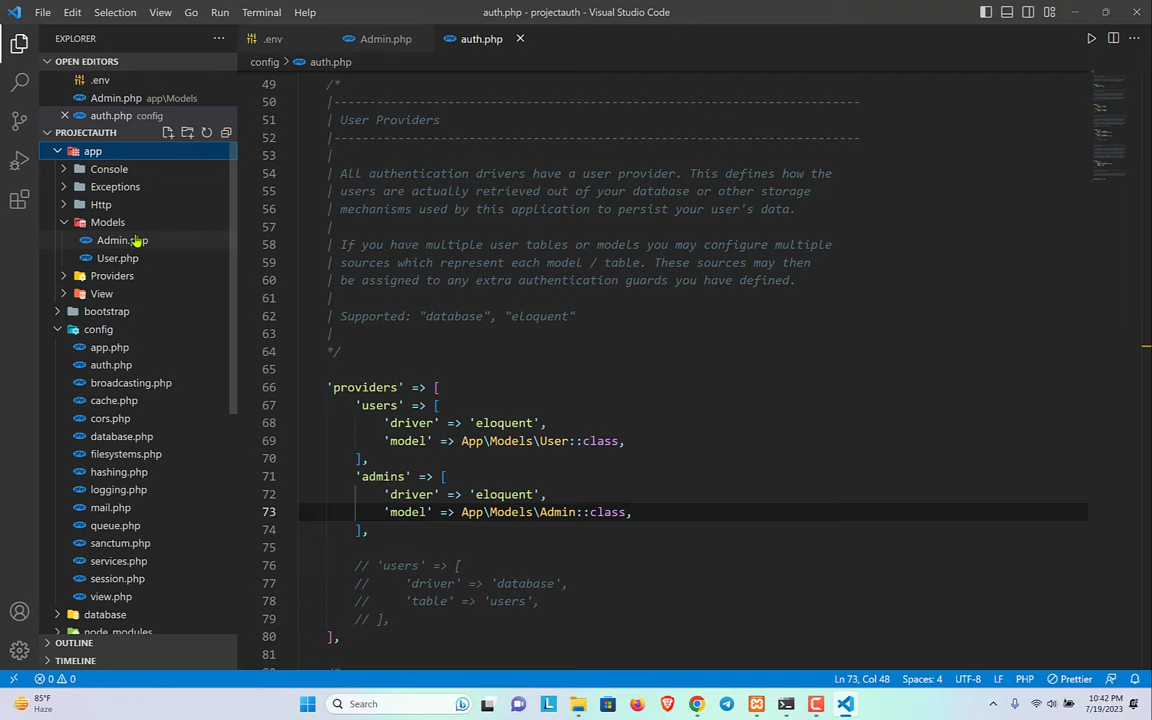 File Edit Selection View Go Run Terminal Help
auth.php - projectauth - Visual Studio Code
EXPLORER
.env Admin.php auth.php
OPEN EDITORS
config > auth.php
.env
Admin.php app\Models
auth.php config
PROJECTAUTH
app
Console
Exceptions
Http
Models
Admin.php
User.php
Providers
View
bootstrap
config
app.php
auth.php
broadcasting.php
cache.php
cors.php
database.php
filesystems.php
hashing.php
logging.php
mail.php
queue.php
sanctum.php
services.php
session.php
view.php
database
node_modules
OUTLINE
TIMELINE
49 /*
50 |--------------------------------------------------------------------------
51 | User Providers
52 |--------------------------------------------------------------------------
53 |
54 | All authentication drivers have a user provider. This defines how the
55 | users are actually retrieved out of your database or other storage
56 | mechanisms used by this application to persist your user's data.
57 |
58 | If you have multiple user tables or models you may configure multiple
59 | sources which represent each model / table. These sources may then
60 | be assigned to any extra authentication guards you have defined.
61 |
62 | Supported: "database", "eloquent"
63 |
64 */
65
66 'providers' => [
67 'users' => [
68 'driver' => 'eloquent',
69 'model' => App\Models\User::class,
70 ],
71 'admins' => [
72 'driver' => 'eloquent',
73 'model' => App\Models\Admin::class,
74 ],
75
76 // 'users' => [
77 // 'driver' => 'database',
78 // 'table' => 'users',
79 // ],
80 ],
81
0 0 Ln 73, Col 48 Spaces: 4 UTF-8 LF PHP Prettier
85°F
Haze
Search
10:42 PM
7/19/2023